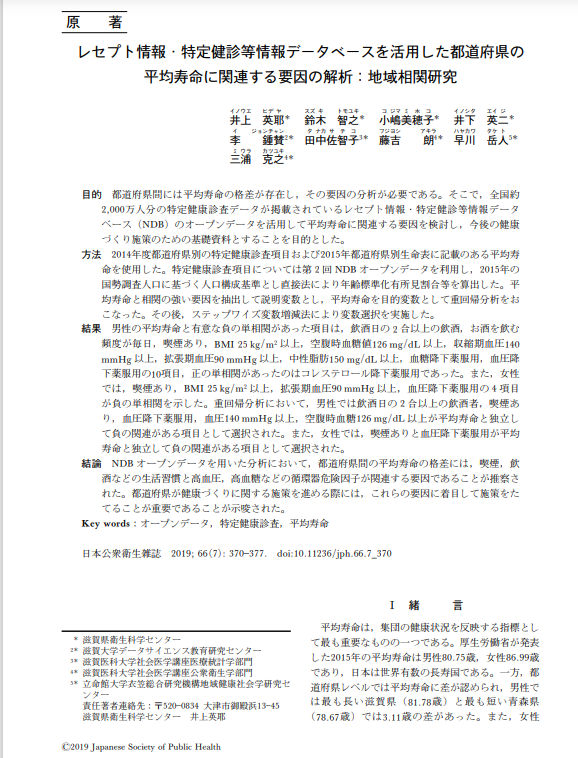 原　著
レセプト情報・特定健診等情報データベースを活用した都道府県の
平均寿命に関連する要因の解析：地域相関研究
イノウエ　ヒデヤ　スズキ　トモユキ　コジマ ミホコ　イノシタ　エイジ
井上　英耶*　鈴木　智之*　小嶋美穂子*　井下　英二*
イ　ジョンチャン　タナカ サチコ　フジヨシ　アキラ　ハヤカワ　タケト
李　鍾賛2*　田中佐智子3*　藤吉　朗4*　早川　岳人5*
ミウラ　カツユキ
三浦　克之4*
目的　都道府県間には平均寿命の格差が存在し，その要因の分析が必要である。そこで，全国約
2,000万人分の特定健康診査データが掲載されているレセプト情報・特定健診等情報データ
ベース（NDB）のオープンデータを活用して平均寿命に関連する要因を検討し，今後の健康
づくり施策のための基礎資料とすることを目的とした。
方法　2014年度都道府県別の特定健康診査項目および2015年都道府県別生命表に記載のある平均寿
命を使用した。特定健康診査項目については第 2 回 NDB オープンデータを利用し，2015年の
国勢調査人口に基づく人口構成基準とし直接法により年齢標準化有所見割合等を算出した。平
均寿命と相関の強い要因を抽出して説明変数とし，平均寿命を目的変数として重回帰分析をお
こなった。その後，ステップワイズ変数増減法により変数選択を実施した。
結果　男性の平均寿命と有意な負の単相関があった項目は，飲酒日の 2 合以上の飲酒，お酒を飲む
頻度が毎日，喫煙あり，BMI 25 kg/m² 以上，空腹時血糖値126 mg/dL 以上，収縮期血圧140
mmHg 以上，拡張期血圧90 mmHg 以上，中性脂肪150 mg/dL 以上，血糖降下薬服用，血圧降
下薬服用の10項目，正の単相関があったのはコレステロール降下薬服用であった。また，女性
では，喫煙あり，BMI 25 kg/m² 以上，拡張期血圧90 mmHg 以上，血圧降下薬服用の 4 項目
が負の単相関を示した。重回帰分析において，男性では飲酒日の 2 合以上の飲酒者，喫煙あ
り，血圧降下薬服用，血圧140 mmHg 以上，空腹時血糖126 mg/dL 以上が平均寿命と独立し
て負の関連がある項目として選択された。また，女性では，喫煙ありと血圧降下薬服用が平均
寿命と独立して負の関連がある項目として選択された。
結論　NDB オープンデータを用いた分析において，都道府県間の平均寿命の格差には，喫煙，飲
酒などの生活習慣と高血圧，高血糖などの循環器危険因子が関連する要因であることが推察さ
れた。都道府県が健康づくりに関する施策を進める際には，これらの要因に着目して施策をた
てることが重要であることが示唆された。
Key words：オープンデータ，特定健康診査，平均寿命
日本公衆衛生雑誌　2019; 66(7): 370–377.　doi:10.11236/jph.66.7_370
* 滋賀県衛生科学センター
2* 滋賀大学データサイエンス教育研究センター
3* 滋賀医科大学社会医学講座医療統計学部門
4* 滋賀医科大学社会医学講座公衆衛生学部門
5* 立命館大学衣笠総合研究機構地域健康社会学研究セ
ンター
責任著者連絡先：〒520–0834　大津市御殿浜13–45
滋賀県衛生科学センター　井上英耶
I　緒　言
平均寿命は，集団の健康状況を反映する指標とし
て最も重要なものの一つである。厚生労働省が発表
した2015年の平均寿命は男性80.75歳，女性86.99歳
であり，日本は世界有数の長寿国である。一方，都
道府県レベルでは平均寿命に差が認められ，男性で
は最も長い滋賀県（81.78歳）と最も短い青森県
（78.67歳）では3.11歳の差があった。また，女性
©2019 Japanese Society of Public Health